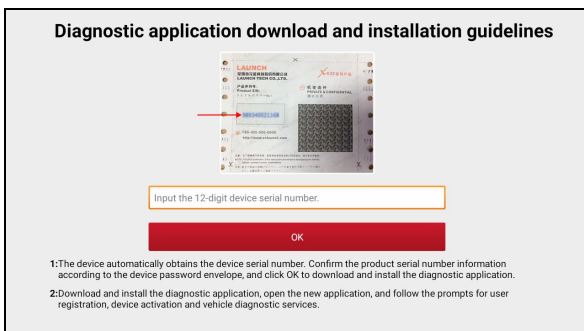 Diagnostic application download and installation guidelines
LAUNCH
LAUNCH TECH CO.,LTD.
X-431
Product S/N:
PRIVATE & CONFIDENTIAL
Input the 12-digit device serial number.
OK
1:The device automatically obtains the device serial number. Confirm the product serial number information
according to the device password envelope, and click OK to download and install the diagnostic application.
2:Download and install the diagnostic application, open the new application, and follow the prompts for user
registration, device activation and vehicle diagnostic services.